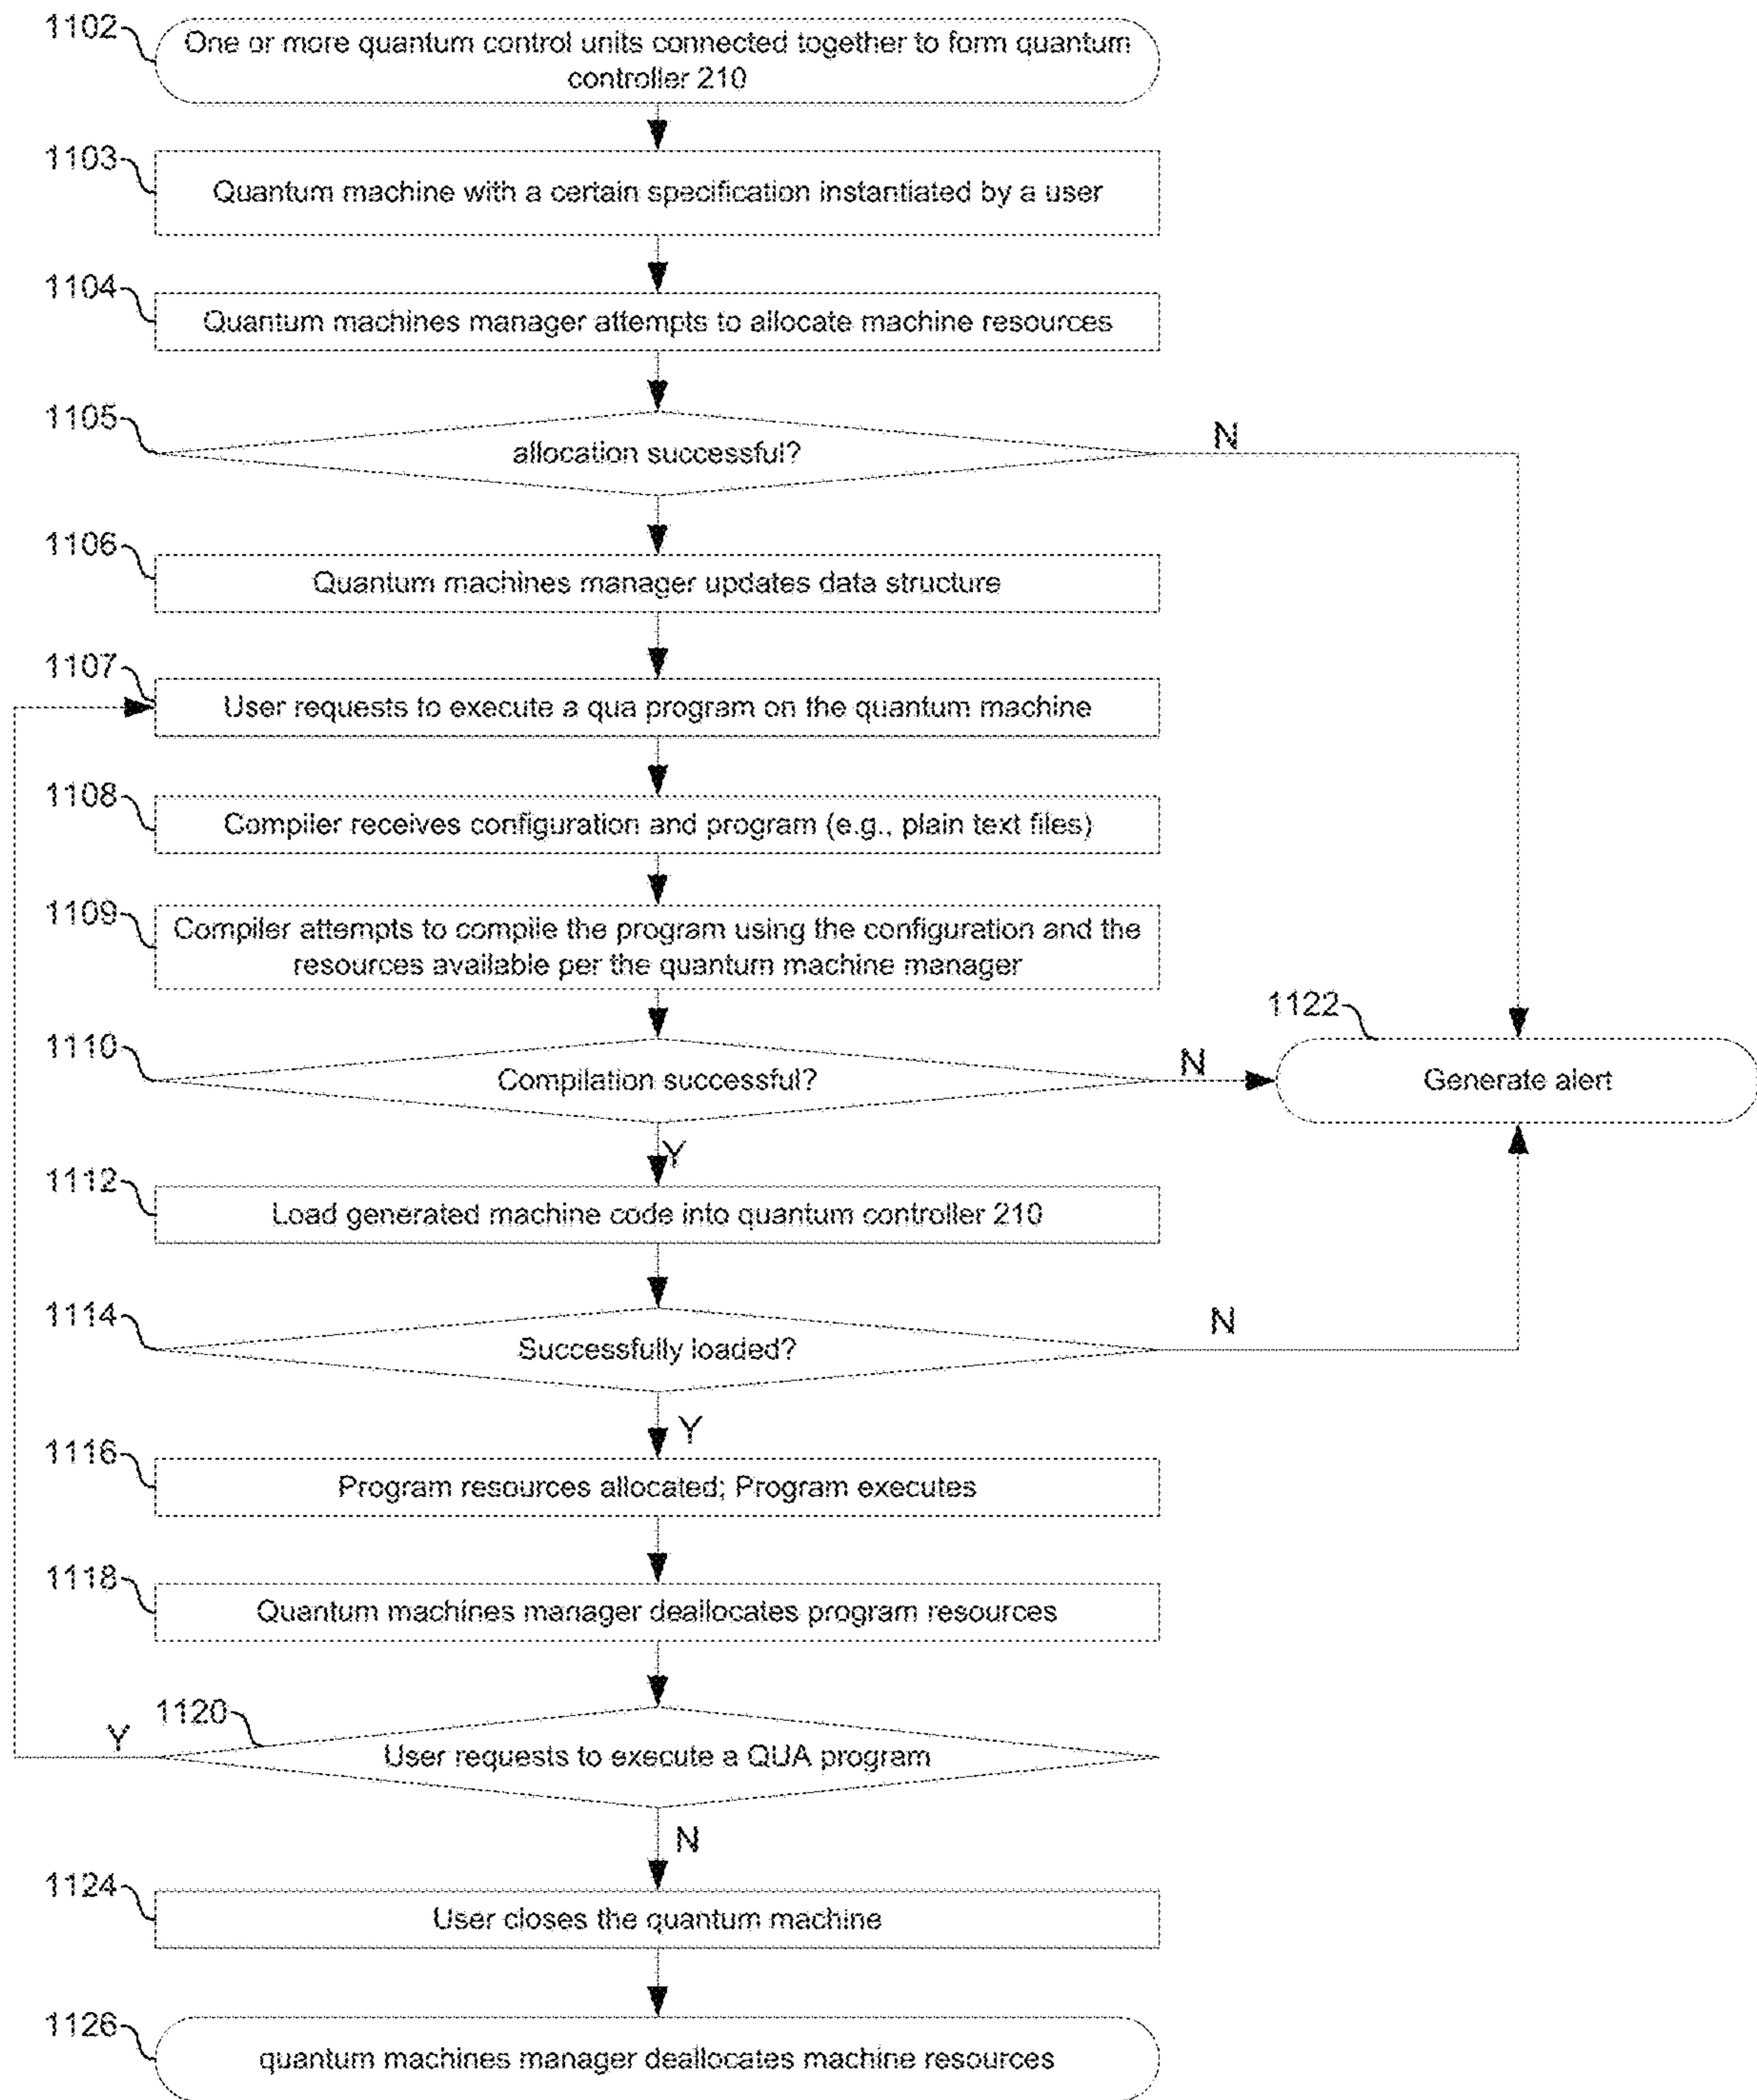 1102
One or more quantum control units connected together to form quantum
controller 210
1103
Quantum machine with a certain specification instantiated by a user
1104
Quantum machines manager attempts to allocate machine resources
1105
allocation successful?
N
1106
Quantum machines manager updates data structure
1107
User requests to execute a qua program on the quantum machine
1108
Compiler receives configuration and program (e.g., plain text files)
1109
Compiler attempts to compile the program using the configuration and the
resources available per the quantum machine manager
1110
Compilation successful?
N
1122
Generate alert
Y
1112
Load generated machine code into quantum controller 210
1114
Successfully loaded?
N
Y
1116
Program resources allocated; Program executes
1118
Quantum machines manager deallocates program resources
1120
Y
User requests to execute a QUA program
N
1124
User closes the quantum machine
1126
quantum machines manager deallocates machine resources